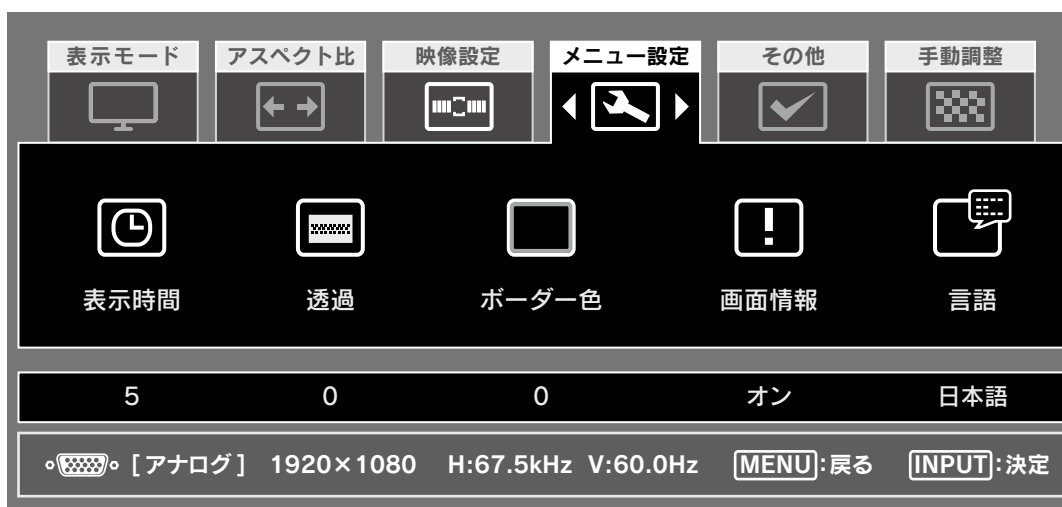 表示モード アスペクト比 映像設定 メニュー設定 その他 手動調整
表示時間 透過 ボーダー色 画面情報 言語
5 0 0 オン 日本語
[アナログ] 1920×1080 H:67.5kHz V:60.0Hz MENU:戻る INPUT:決定